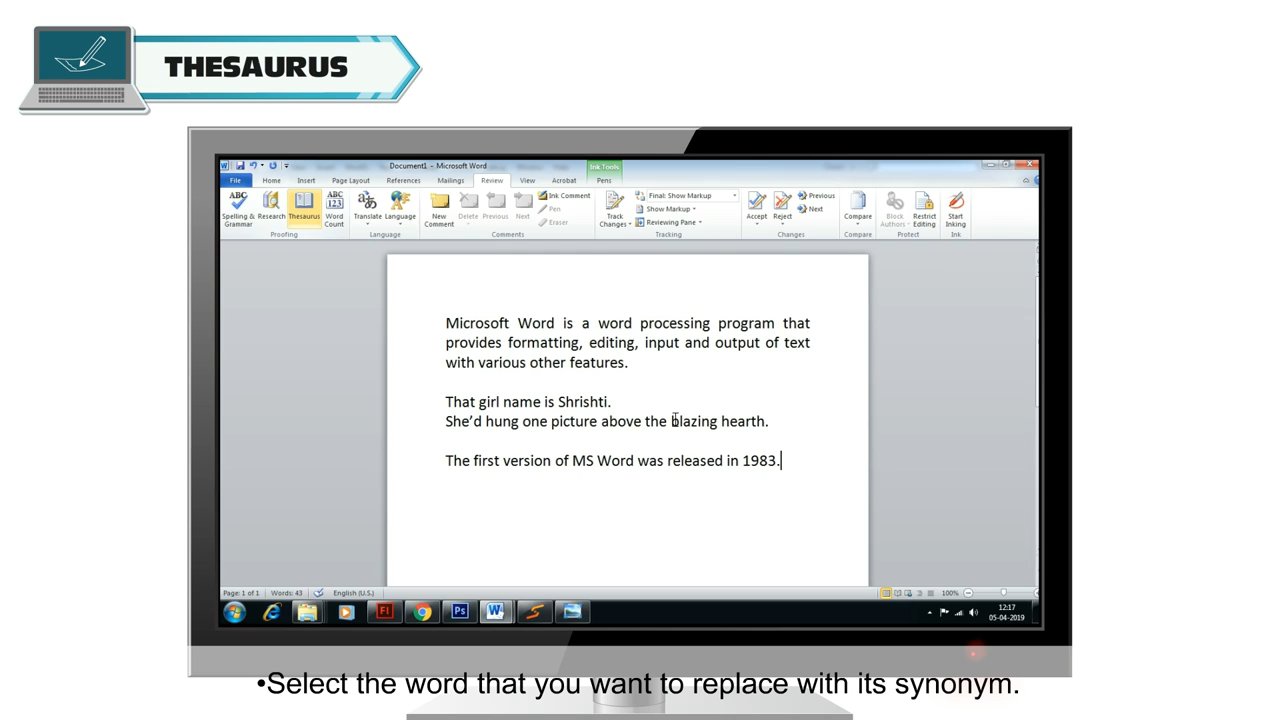 THESAURUS
Document1 - Microsoft Word
Ink Tools
File Home Insert Page Layout References Mailings Review View Acrobat Pens
Spelling & Grammar
Research
Thesaurus
Word Count
Proofing
Translate
Language
Language
New Comment
Delete
Previous
Next
Ink Comment
Pen
Eraser
Comments
Track Changes
Final: Show Markup
Show Markup
Reviewing Pane
Tracking
Accept
Reject
Previous
Next
Changes
Compare
Compare
Block Authors
Restrict Editing
Protect
Start Inking
Ink
Microsoft Word is a word processing program that
provides formatting, editing, input and output of text
with various other features.
That girl name is Shrishti.
She'd hung one picture above the blazing hearth.
The first version of MS Word was released in 1983.
Page: 1 of 1 Words: 43 English (U.S.) 100%
12:17
05-04-2019
•Select the word that you want to replace with its synonym.